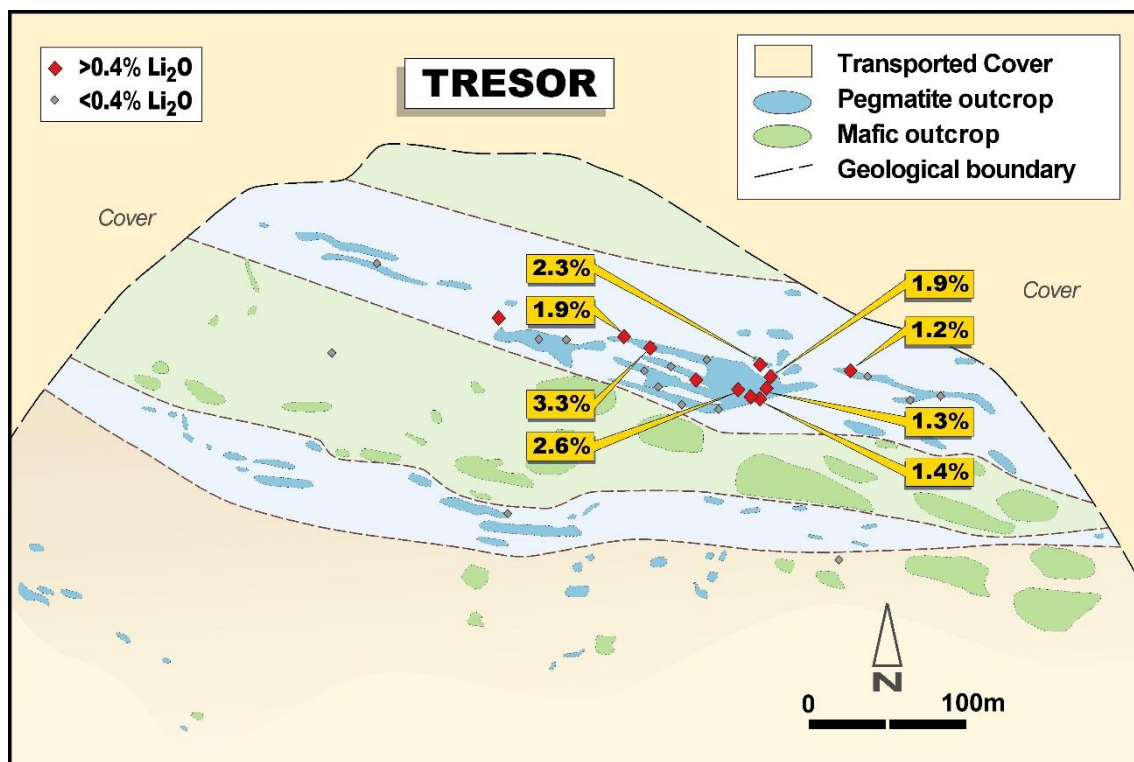 >0.4% Li₂O
<0.4% Li₂O
TRESOR
Transported Cover
Pegmatite outcrop
Mafic outcrop
Geological boundary
Cover
Cover
2.3%
1.9%
1.9%
1.2%
3.3%
2.6%
1.3%
1.4%
N
0 100m